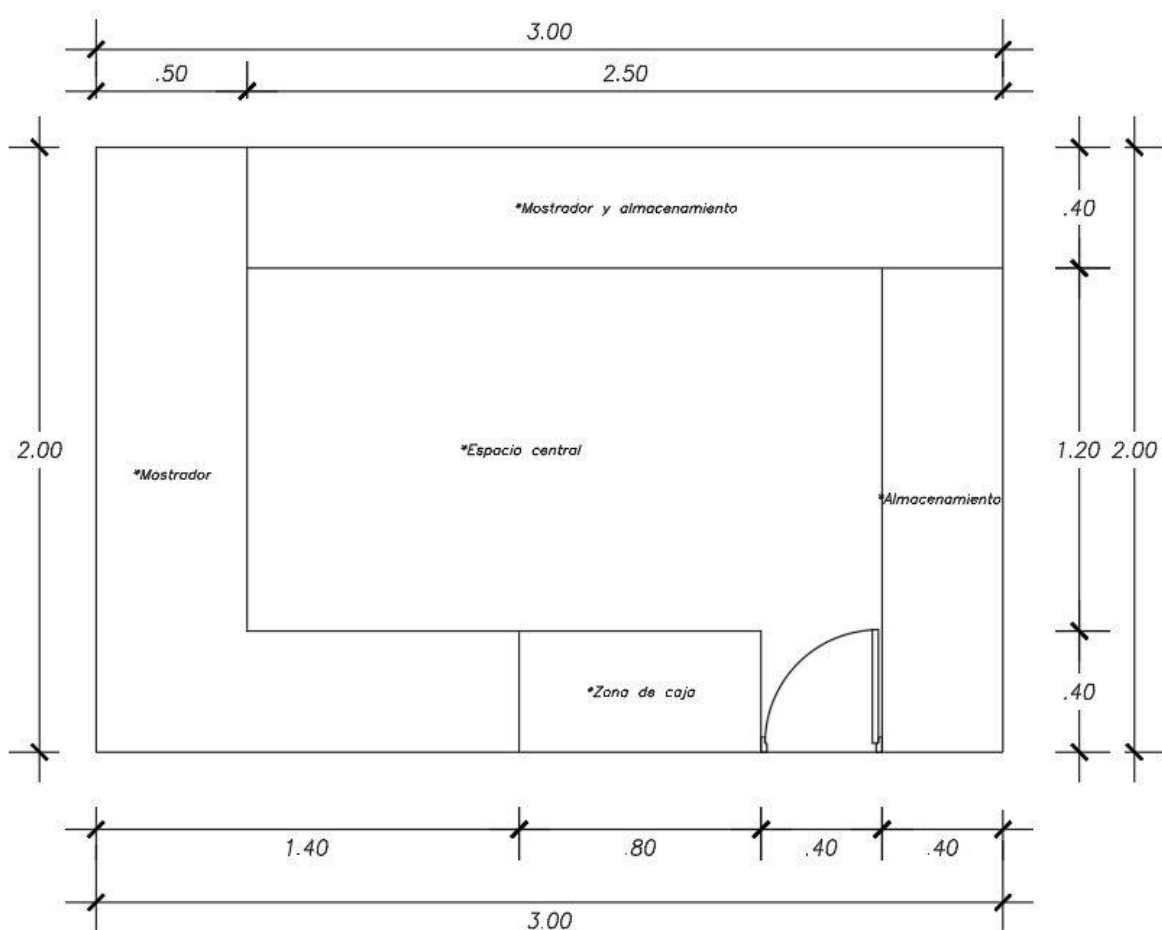 3.00
.50
2.50
*Mostrador y almacenamiento
.40
2.00
*Mostrador
*Espacio central
*Almacenamiento
1.20
2.00
*Zona de caja
.40
1.40
.80
.40
.40
3.00